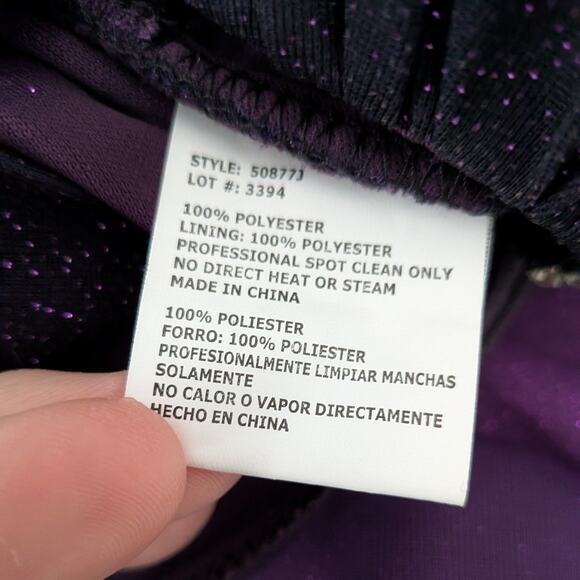 STYLE: 50877J
LOT #: 3394
100% POLYESTER
LINING: 100% POLYESTER
PROFESSIONAL SPOT CLEAN ONLY
NO DIRECT HEAT OR STEAM
MADE IN CHINA
100% POLIESTER
FORRO: 100% POLIESTER
PROFESIONALMENTE LIMPIAR MANCHAS
SOLAMENTE
NO CALOR O VAPOR DIRECTAMENTE
HECHO EN CHINA